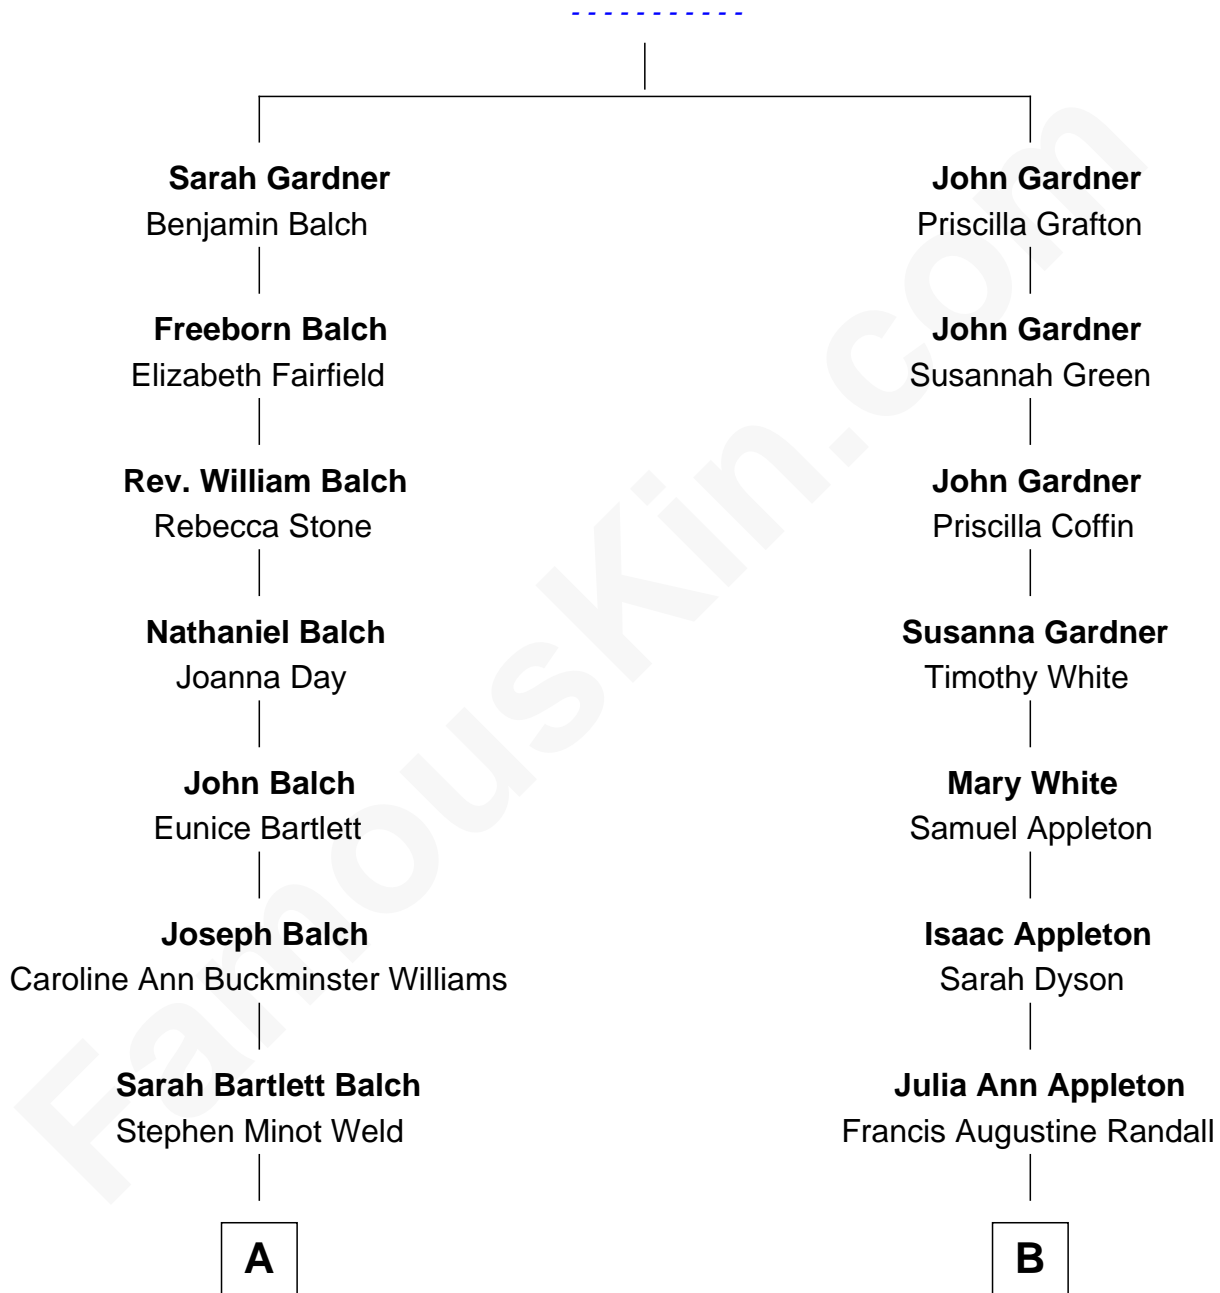 - - - - - - - - - - -
Sarah Gardner
Benjamin Balch
John Gardner
Priscilla Grafton
Freeborn Balch
Elizabeth Fairfield
John Gardner
Susannah Green
Rev. William Balch
Rebecca Stone
John Gardner
Priscilla Coffin
Nathaniel Balch
Joanna Day
Susanna Gardner
Timothy White
John Balch
Eunice Bartlett
Mary White
Samuel Appleton
Joseph Balch
Caroline Ann Buckminster Williams
Isaac Appleton
Sarah Dyson
Sarah Bartlett Balch
Stephen Minot Weld
Julia Ann Appleton
Francis Augustine Randall
A
B
FamousKin.com